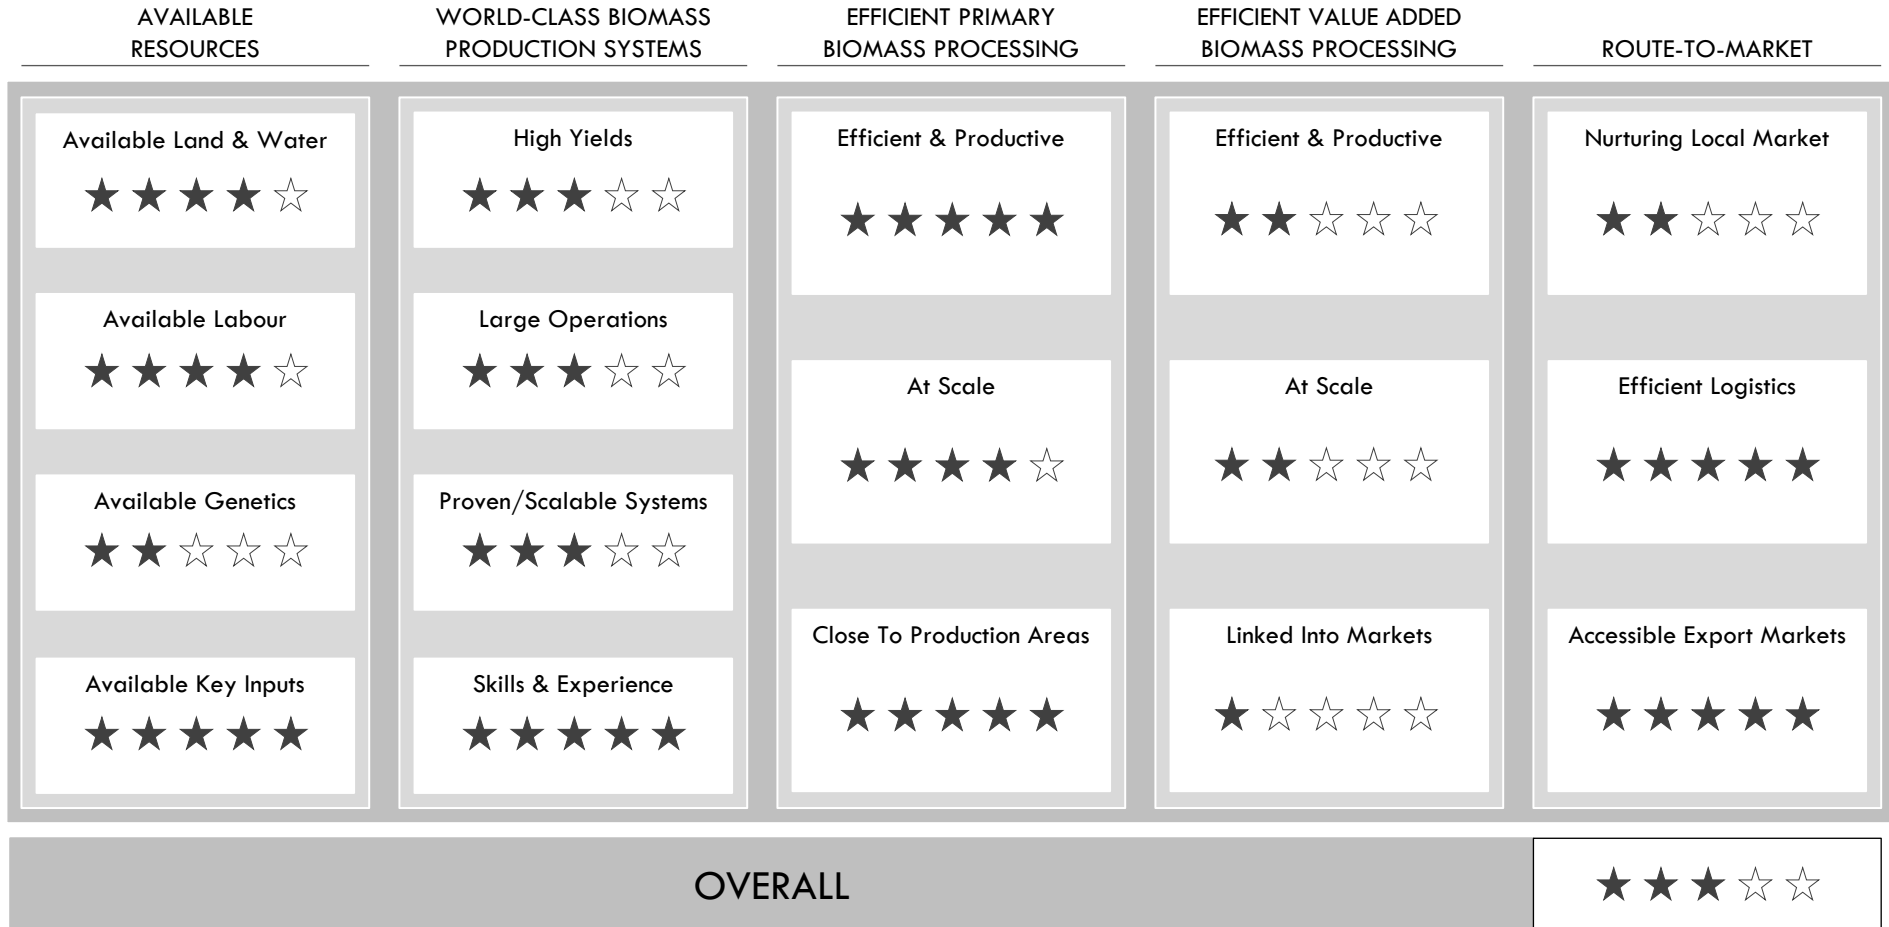 AVAILABLE
RESOURCES
WORLD-CLASS BIOMASS
PRODUCTION SYSTEMS
EFFICIENT PRIMARY
BIOMASS PROCESSING
EFFICIENT VALUE ADDED
BIOMASS PROCESSING
ROUTE-TO-MARKET
Available Land & Water
★ ★ ★ ★ ☆
Available Labour
★ ★ ★ ★ ☆
Available Genetics
★ ★ ☆ ☆ ☆
Available Key Inputs
★ ★ ★ ★ ★
High Yields
★ ★ ★ ☆ ☆
Large Operations
★ ★ ★ ☆ ☆
Proven/Scalable Systems
★ ★ ★ ☆ ☆
Skills & Experience
★ ★ ★ ★ ★
Efficient & Productive
★ ★ ★ ★ ★
At Scale
★ ★ ★ ★ ☆
Close To Production Areas
★ ★ ★ ★ ★
Efficient & Productive
★ ★ ☆ ☆ ☆
At Scale
★ ★ ☆ ☆ ☆
Linked Into Markets
★ ☆ ☆ ☆ ☆
Nurturing Local Market
★ ★ ☆ ☆ ☆
Efficient Logistics
★ ★ ★ ★ ★
Accessible Export Markets
★ ★ ★ ★ ★
OVERALL
★ ★ ★ ☆ ☆